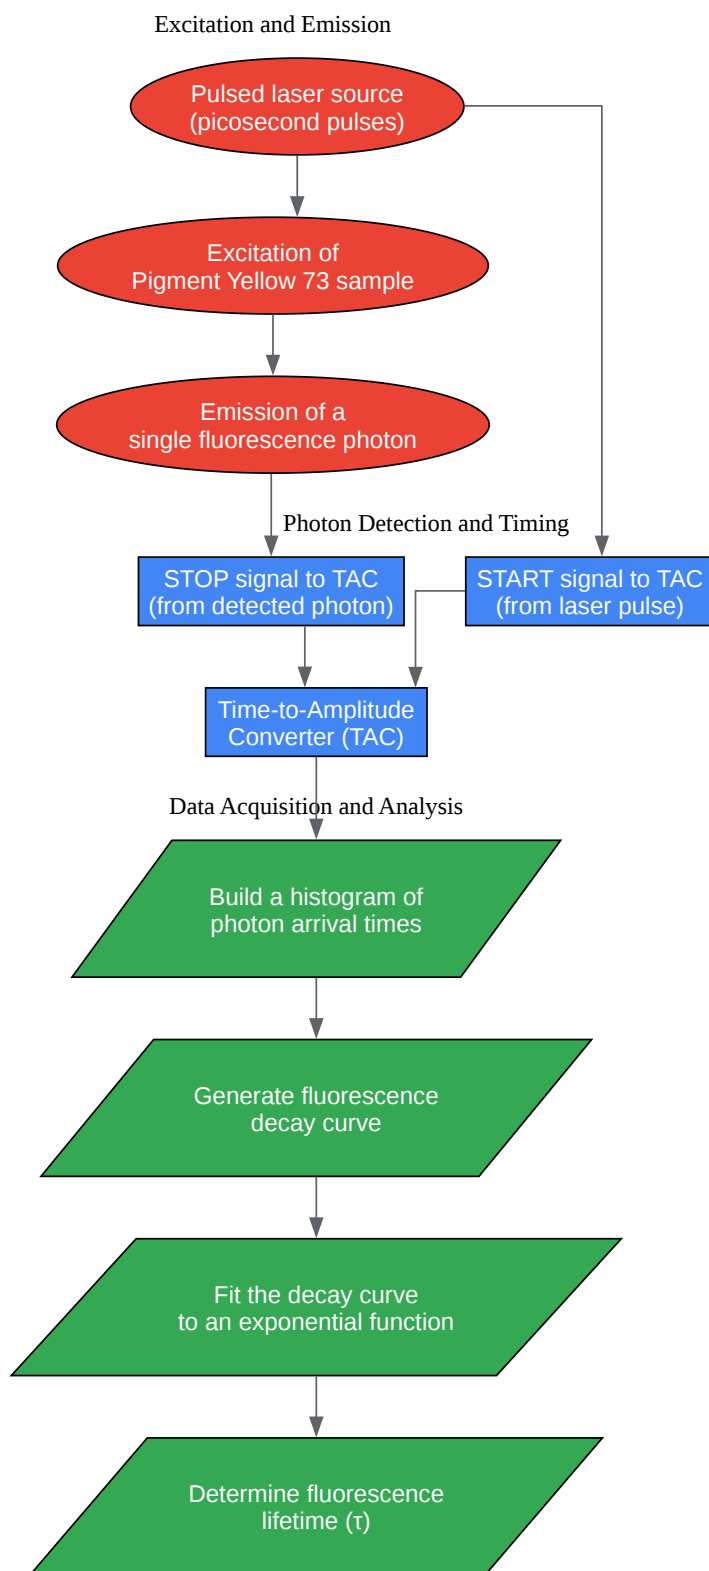 Excitation and Emission
Pulsed laser source
(picosecond pulses)
Excitation of
Pigment Yellow 73 sample
Emission of a
single fluorescence photon
Photon Detection and Timing
STOP signal to TAC
(from detected photon)
START signal to TAC
(from laser pulse)
Time-to-Amplitude
Converter (TAC)
Data Acquisition and Analysis
Build a histogram of
photon arrival times
Generate fluorescence
decay curve
Fit the decay curve
to an exponential function
Determine fluorescence
lifetime (τ)